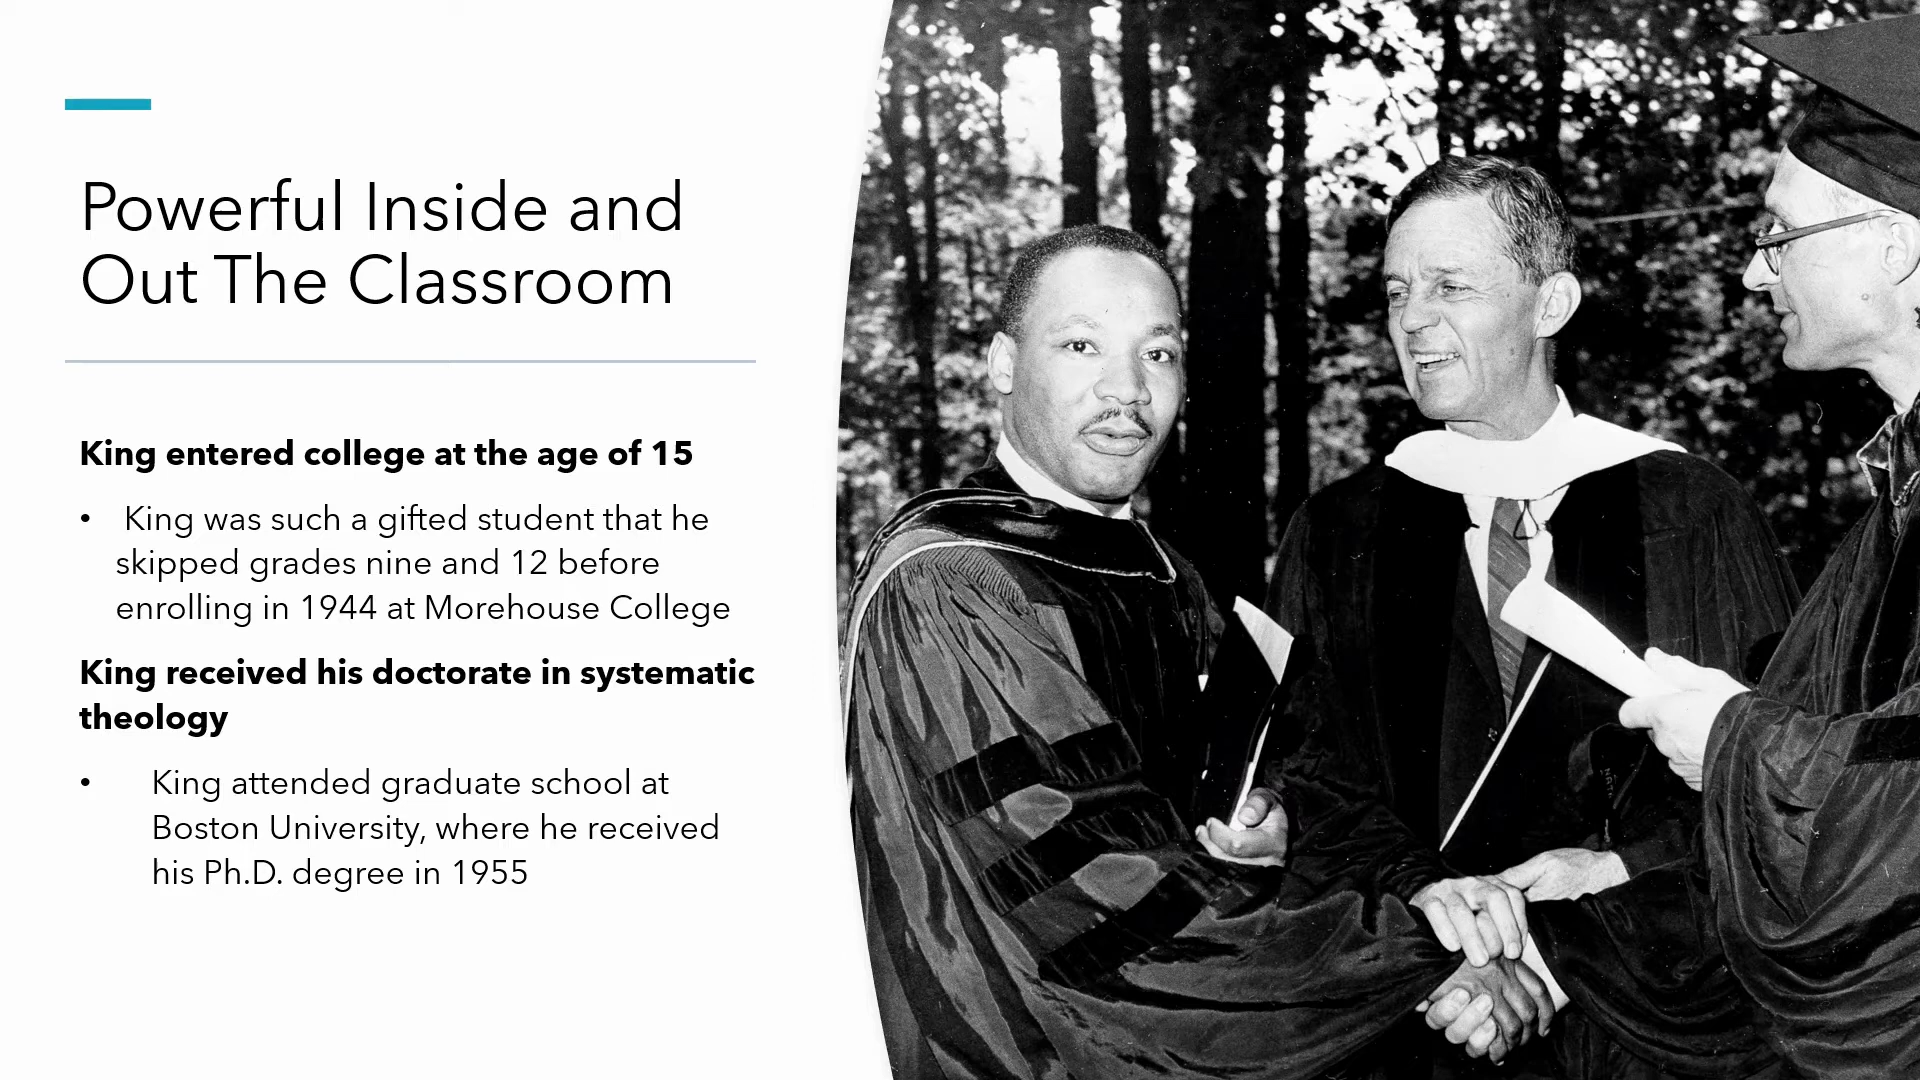 Powerful Inside and
Out The Classroom
King entered college at the age of 15
• King was such a gifted student that he
skipped grades nine and 12 before
enrolling in 1944 at Morehouse College
King received his doctorate in systematic
theology
• King attended graduate school at
Boston University, where he received
his Ph.D. degree in 1955